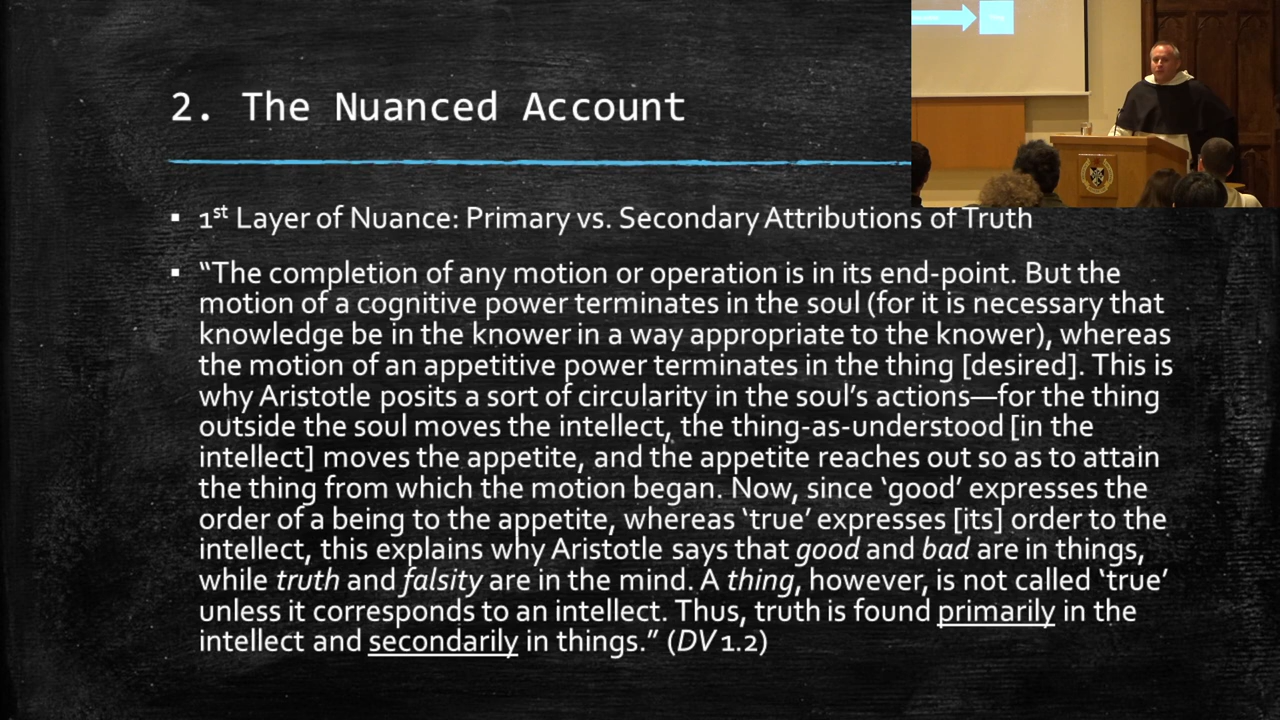 2. The Nuanced Account
▪ 1st Layer of Nuance: Primary vs. Secondary Attributions of Truth
▪ “The completion of any motion or operation is in its end-point. But the
motion of a cognitive power terminates in the soul (for it is necessary that
knowledge be in the knower in a way appropriate to the knower), whereas
the motion of an appetitive power terminates in the thing [desired]. This is
why Aristotle posits a sort of circularity in the soul’s actions—for the thing
outside the soul moves the intellect, the thing-as-understood [in the
intellect] moves the appetite, and the appetite reaches out so as to attain
the thing from which the motion began. Now, since ‘good’ expresses the
order of a being to the appetite, whereas ‘true’ expresses [its] order to the
intellect, this explains why Aristotle says that good and bad are in things,
while truth and falsity are in the mind. A thing, however, is not called ‘true’
unless it corresponds to an intellect. Thus, truth is found primarily in the
intellect and secondarily in things.” (DV 1.2)